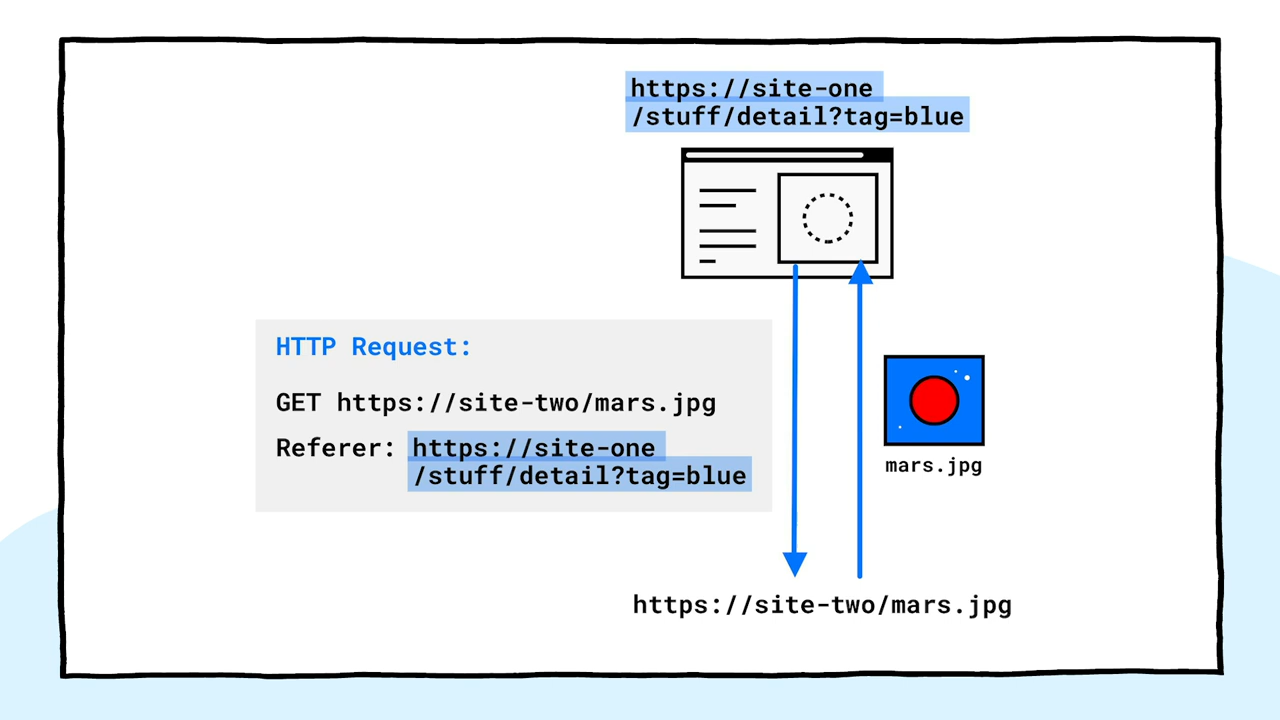 https://site-one
/stuff/detail?tag=blue
HTTP Request:
GET https://site-two/mars.jpg
Referer: https://site-one
/stuff/detail?tag=blue
mars.jpg
https://site-two/mars.jpg